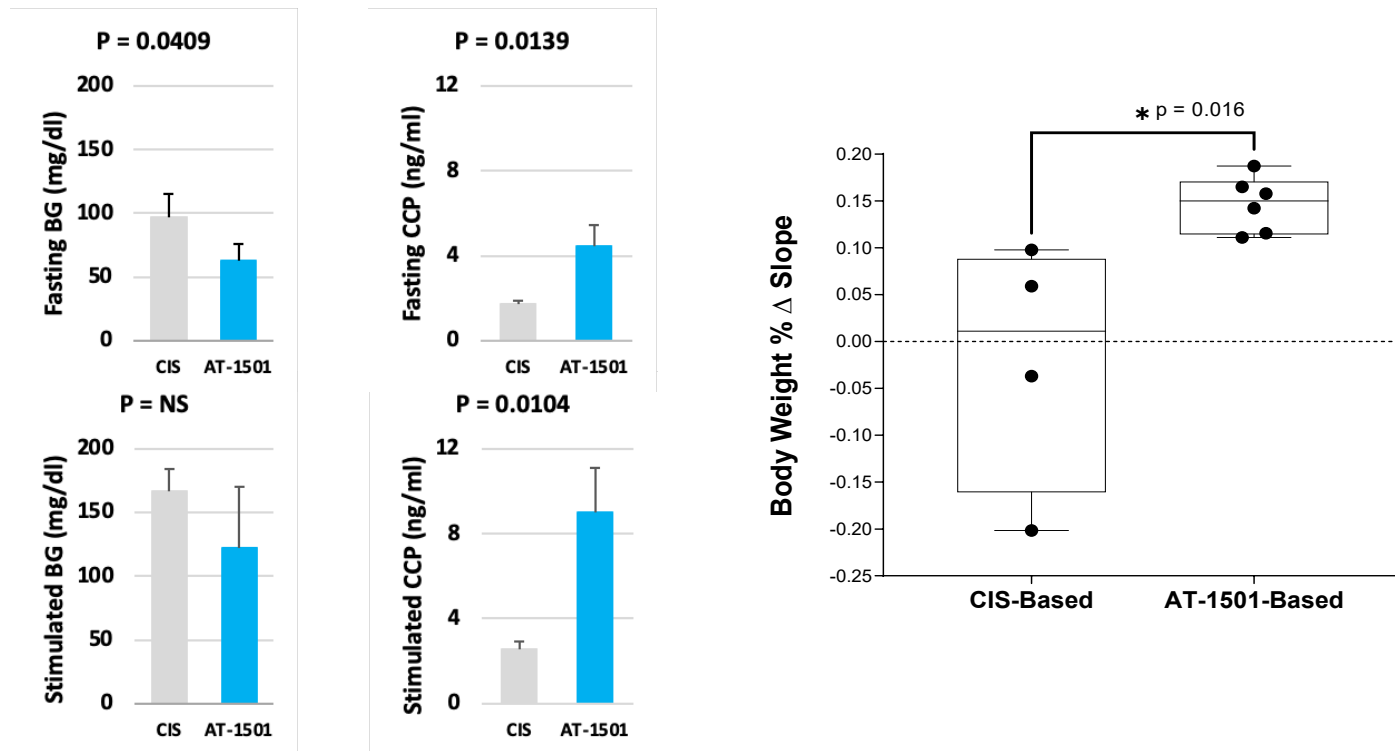 P = 0.0409
Fasting BG (mg/dl)
200
150
100
50
0
CIS AT-1501
P = 0.0139
Fasting CCP (ng/ml)
12
8
4
0
CIS AT-1501
P = NS
Stimulated BG (mg/dl)
200
150
100
50
0
CIS AT-1501
P = 0.0104
Stimulated CCP (ng/ml)
12
8
4
0
CIS AT-1501
* p = 0.016
Body Weight % Δ Slope
0.20
0.15
0.10
0.05
0.00
-0.05
-0.10
-0.15
-0.20
-0.25
CIS-Based AT-1501-Based